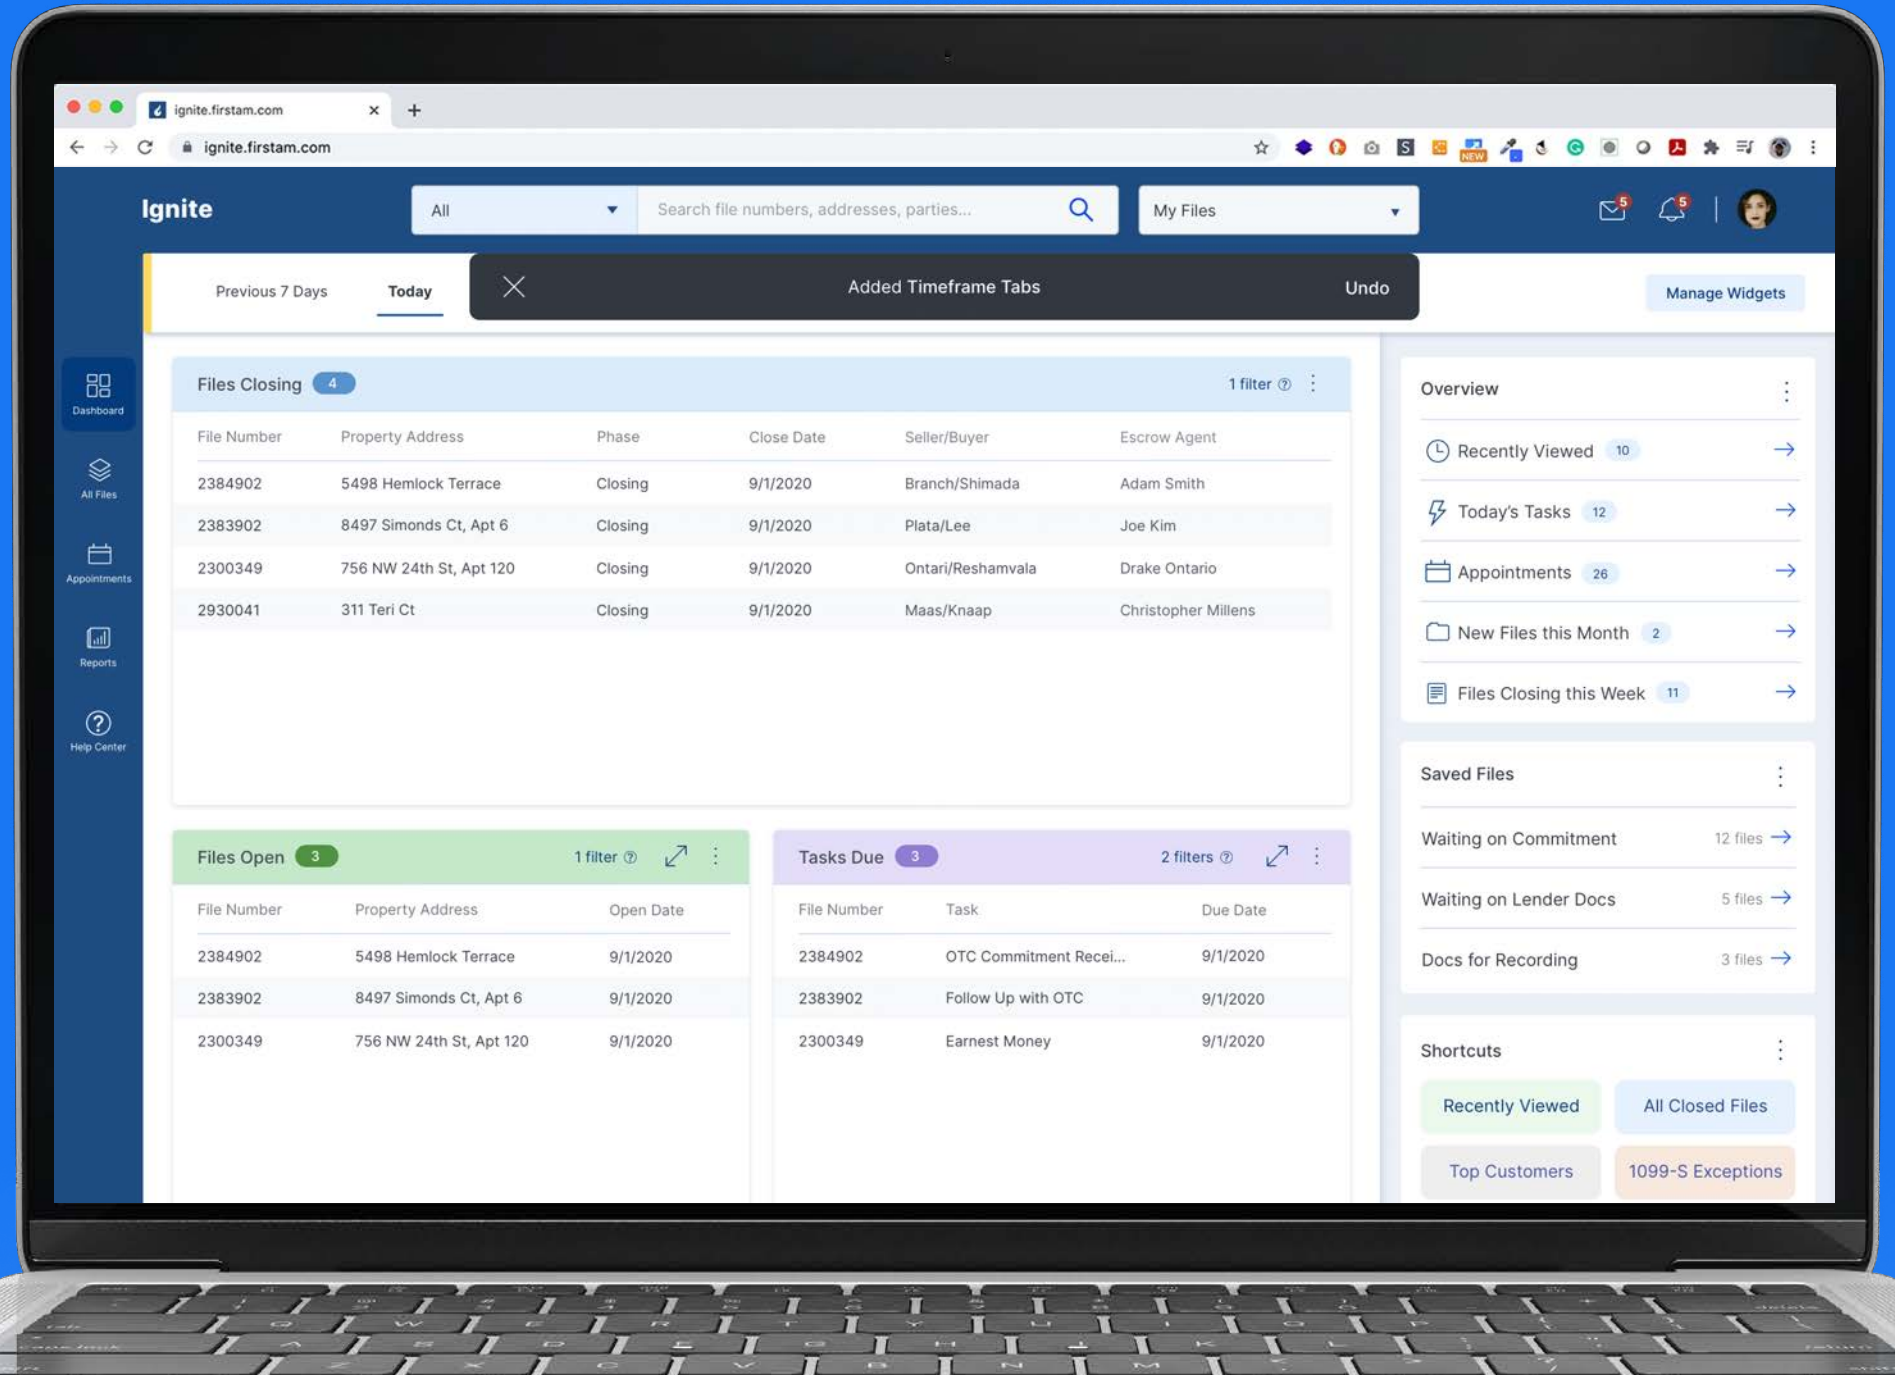 ignite.firstam.com
ignite.firstam.com
NEW
Ignite
All
Search file numbers, addresses, parties...
My Files
5
5
Previous 7 Days
Today
Added Timeframe Tabs
Undo
Manage Widgets
Dashboard
All Files
Appointments
Reports
Help Center
Files Closing 4
1 filter
File Number Property Address Phase Close Date Seller/Buyer Escrow Agent
2384902 5498 Hemlock Terrace Closing 9/1/2020 Branch/Shimada Adam Smith
2383902 8497 Simonds Ct, Apt 6 Closing 9/1/2020 Plata/Lee Joe Kim
2300349 756 NW 24th St, Apt 120 Closing 9/1/2020 Ontari/Reshamvala Drake Ontario
2930041 311 Teri Ct Closing 9/1/2020 Maas/Knaap Christopher Millens
Files Open 3
1 filter
File Number Property Address Open Date
2384902 5498 Hemlock Terrace 9/1/2020
2383902 8497 Simonds Ct, Apt 6 9/1/2020
2300349 756 NW 24th St, Apt 120 9/1/2020
Tasks Due 3
2 filters
File Number Task Due Date
2384902 OTC Commitment Recei... 9/1/2020
2383902 Follow Up with OTC 9/1/2020
2300349 Earnest Money 9/1/2020
Overview
Recently Viewed 10
Today's Tasks 12
Appointments 26
New Files this Month 2
Files Closing this Week 11
Saved Files
Waiting on Commitment 12 files
Waiting on Lender Docs 5 files
Docs for Recording 3 files
Shortcuts
Recently Viewed
All Closed Files
Top Customers
1099-S Exceptions